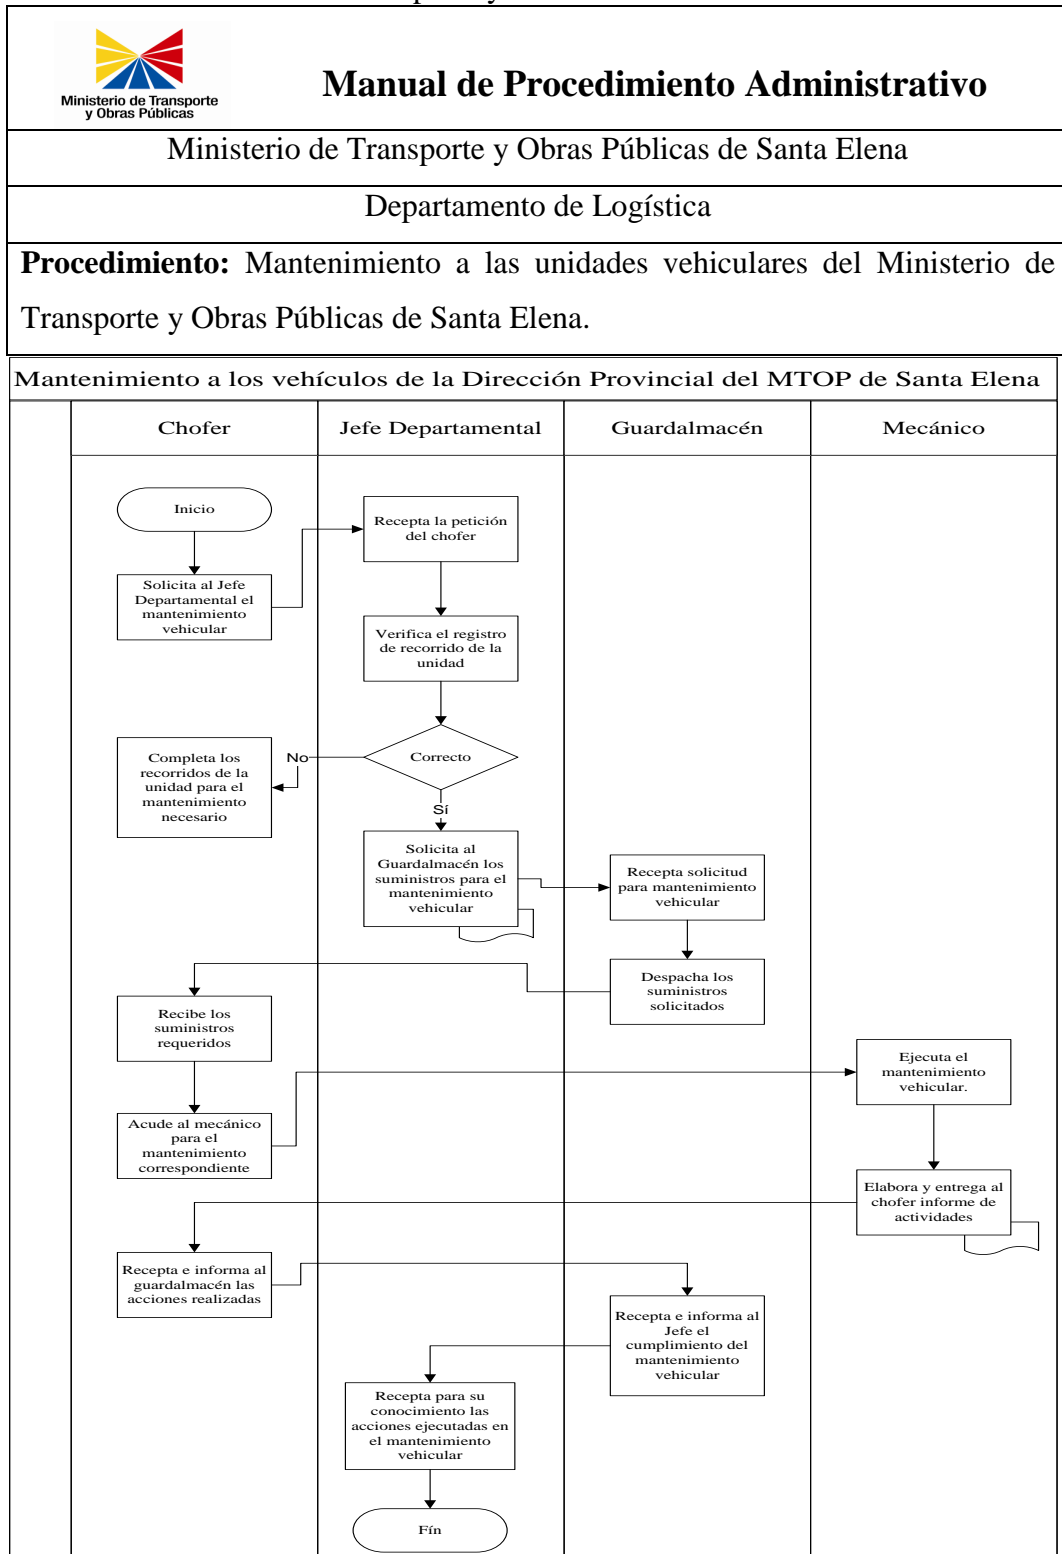 Ministerio de Transporte
y Obras Públicas
Manual de Procedimiento Administrativo
Ministerio de Transporte y Obras Públicas de Santa Elena
Departamento de Logística
Procedimiento: Mantenimiento a las unidades vehiculares del Ministerio de
Transporte y Obras Públicas de Santa Elena.
Mantenimiento a los vehículos de la Dirección Provincial del MTOP de Santa Elena
Chofer
Jefe Departamental
Guardalmacén
Mecánico
Inicio
Solicita al Jefe
Departamental el
mantenimiento
vehicular
Recepta la petición
del chofer
Verifica el registro
de recorrido de la
unidad
Correcto
No
Completa los
recorridos de la
unidad para el
mantenimiento
necesario
Sí
Solicita al
Guardalmacén los
suministros para el
mantenimiento
vehicular
Recepta solicitud
para mantenimiento
vehicular
Despacha los
suministros
solicitados
Recibe los
suministros
requeridos
Acude al mecánico
para el
mantenimiento
correspondiente
Ejecuta el
mantenimiento
vehicular.
Elabora y entrega al
chofer informe de
actividades
Recepta e informa al
guardalmacén las
acciones realizadas
Recepta e informa al
Jefe el
cumplimiento del
mantenimiento
vehicular
Recepta para su
conocimiento las
acciones ejecutadas en
el mantenimiento
vehicular
Fín